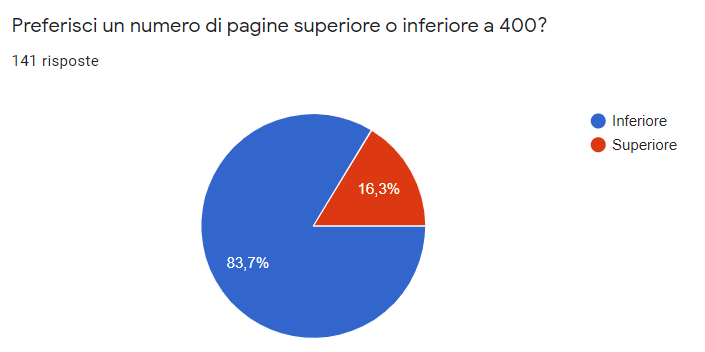 Preferisci un numero di pagine superiore o inferiore a 400?
141 risposte
Inferiore
Superiore
16,3%
83,7%